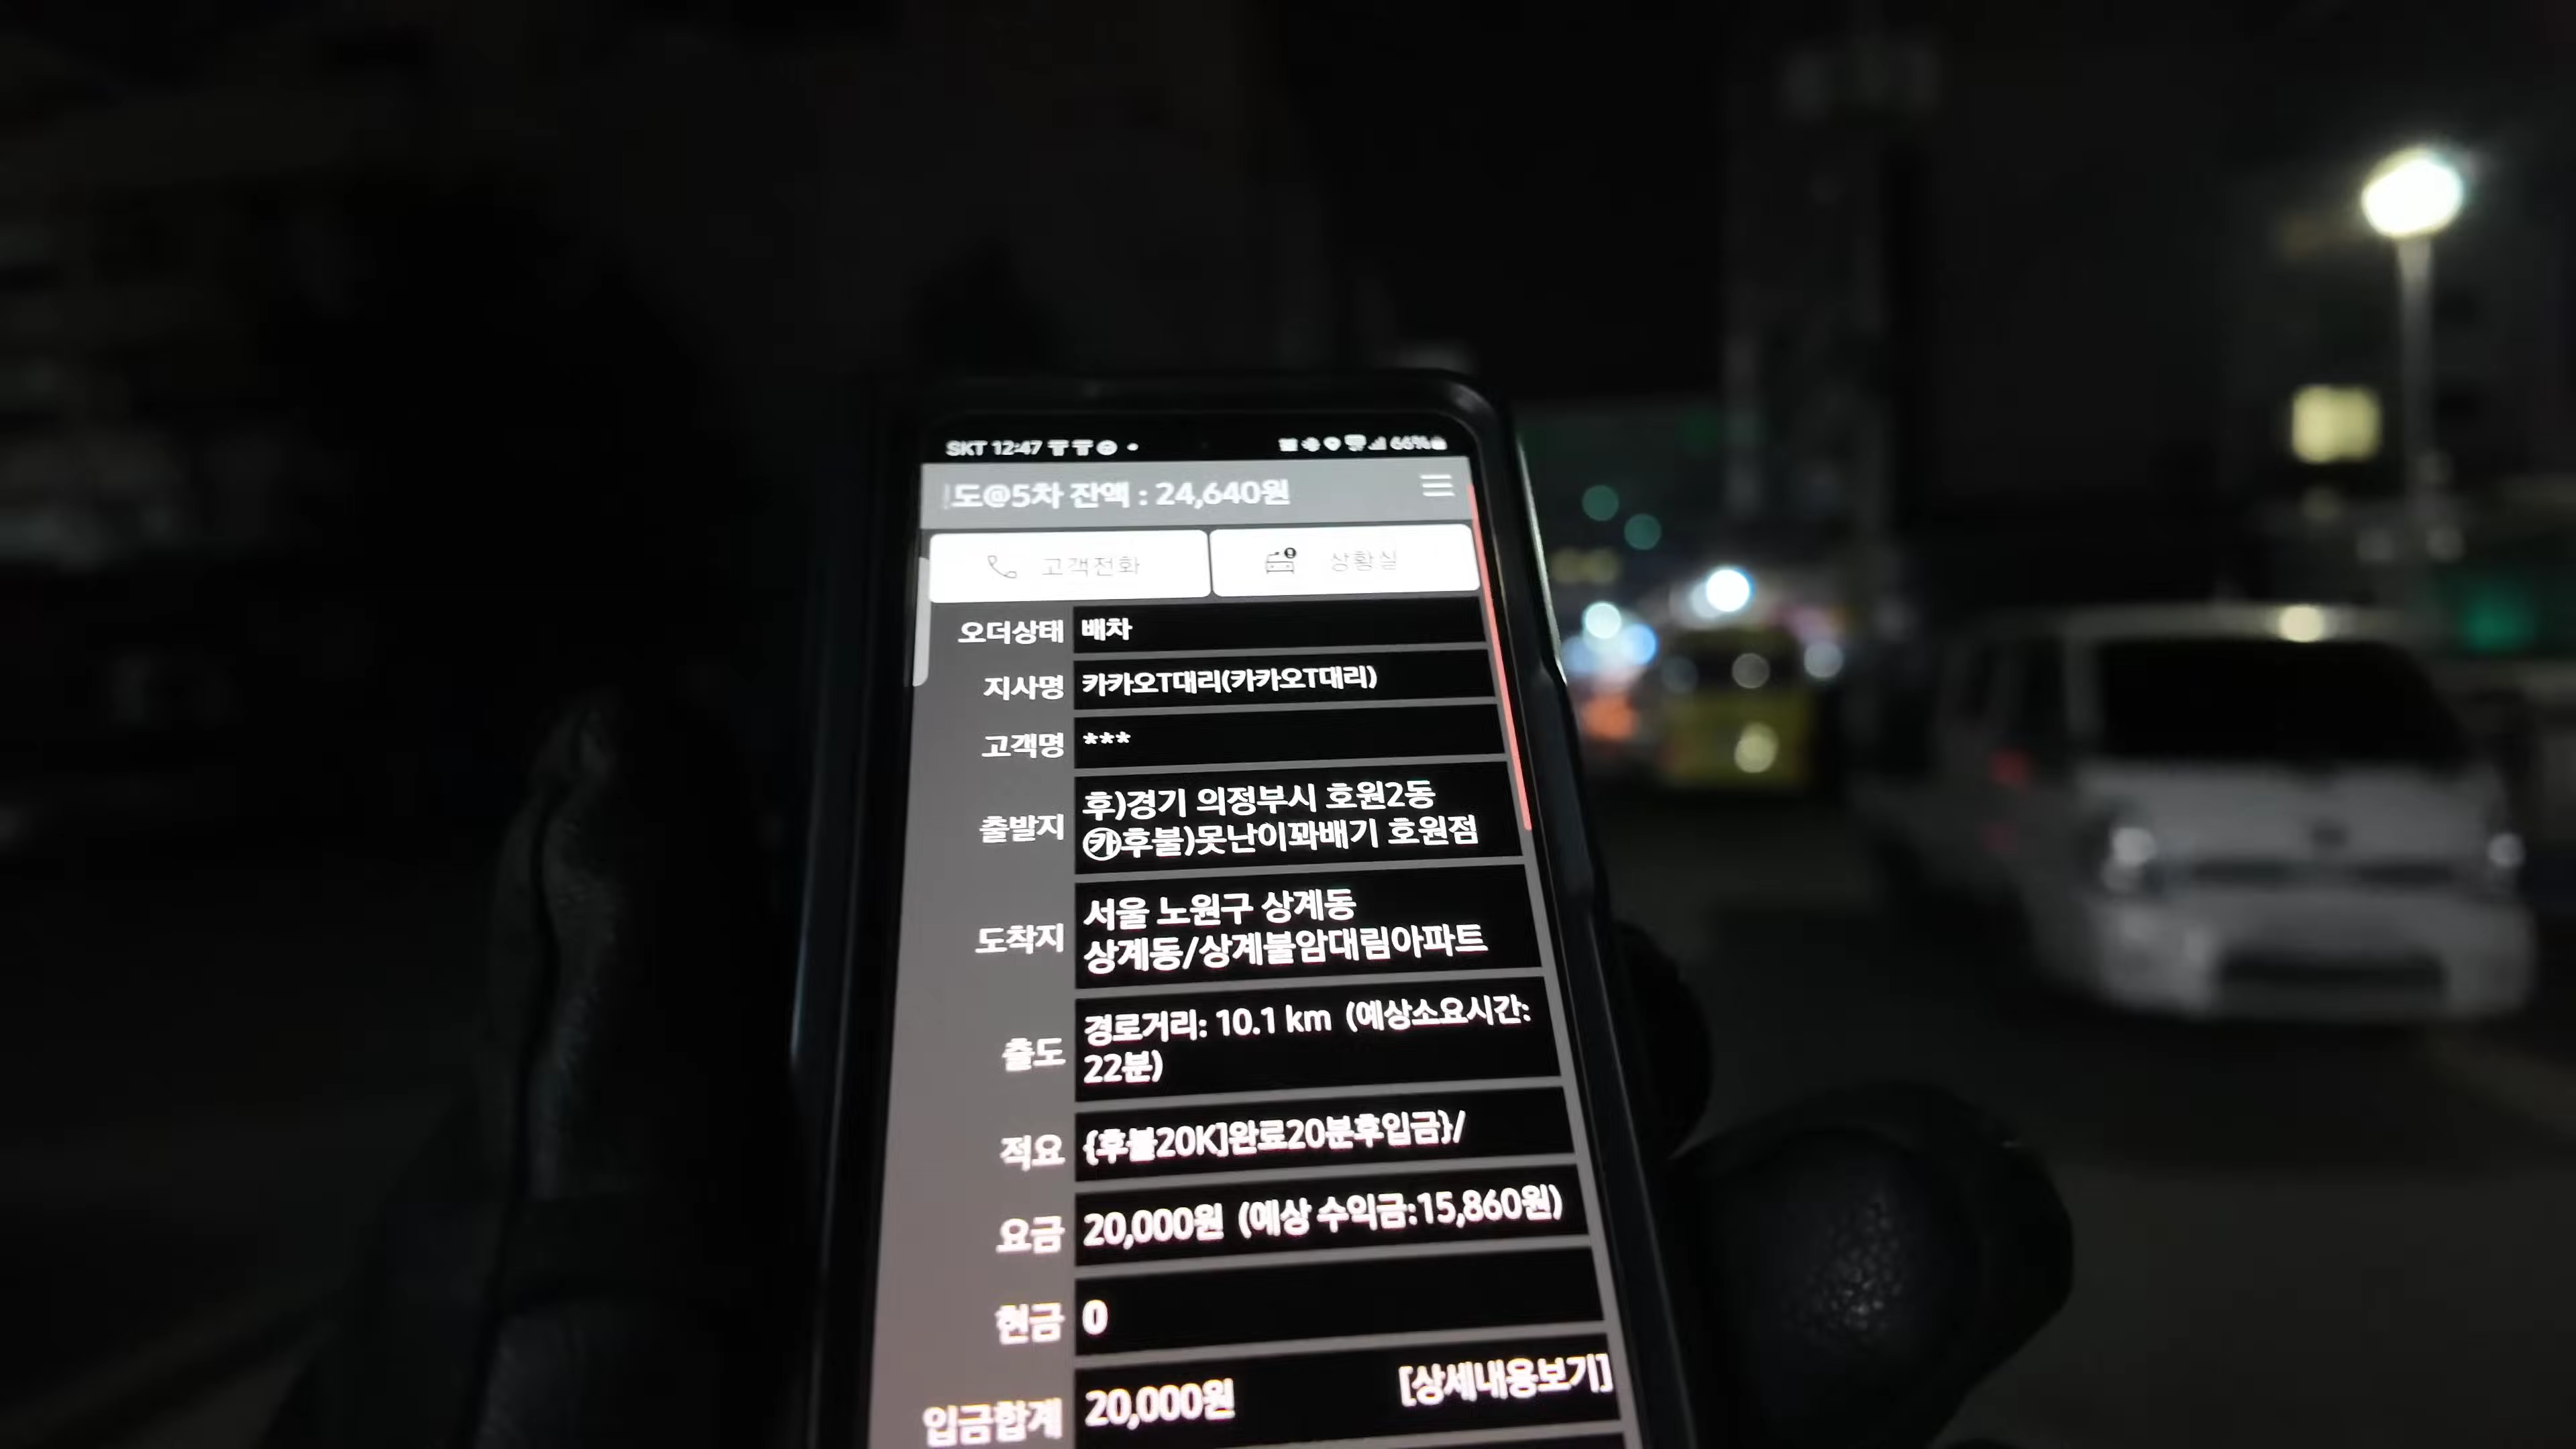 SKT 12:47 66%
도@5차 잔액 : 24,640원
고객전화 상황실
오더상태 배차
지사명 카카오T대리(카카오T대리)
고객명 ***
출발지 후)경기 의정부시 호원2동
㉸후불)못난이꽈배기 호원점
도착지 서울 노원구 상계동
상계동/상계불암대림아파트
출도 경로거리: 10.1 km (예상소요시간:
22분)
적요 {후불20K]완료20분후입금}/
요금 20,000원 (예상 수익금:15,860원)
현금 0
입금합계 20,000원 [상세내용보기]